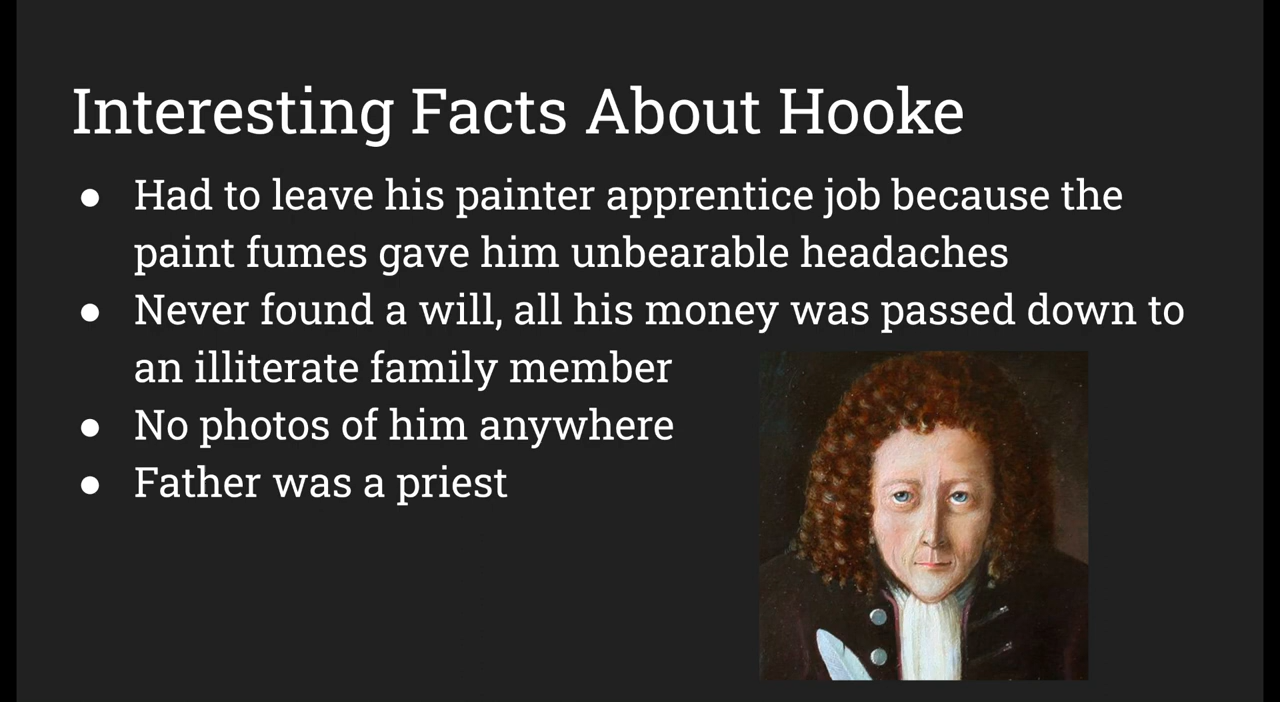 Interesting Facts About Hooke
● Had to leave his painter apprentice job because the
paint fumes gave him unbearable headaches
● Never found a will, all his money was passed down to
an illiterate family member
● No photos of him anywhere
● Father was a priest